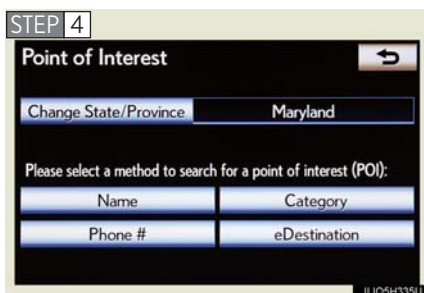 STEP 4
Point of Interest
Change State/Province Maryland
Please select a method to search for a point of interest (POI):
Name Category
Phone # eDestination